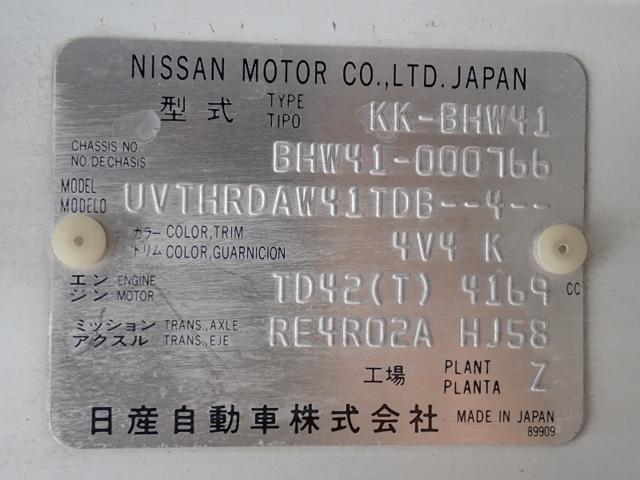 NISSAN MOTOR CO.,LTD. JAPAN
型式 TYPE TIPO KK-BHW41
CHASSIS NO. NO. DE CHASIS BHW41-000766
MODEL MODELO UVTHRDAW41TDB--4--
カラー COLOR,TRIM
トリム COLOR,GUARNICION 4V4 K
エンジン ENGINE MOTOR TD42(T) 4169 CC
ミッション TRANS.,AXLE
アクスル TRANS.,EJE RE4R02A HJ58
工場 PLANT PLANTA Z
日産自動車株式会社 MADE IN JAPAN
89909